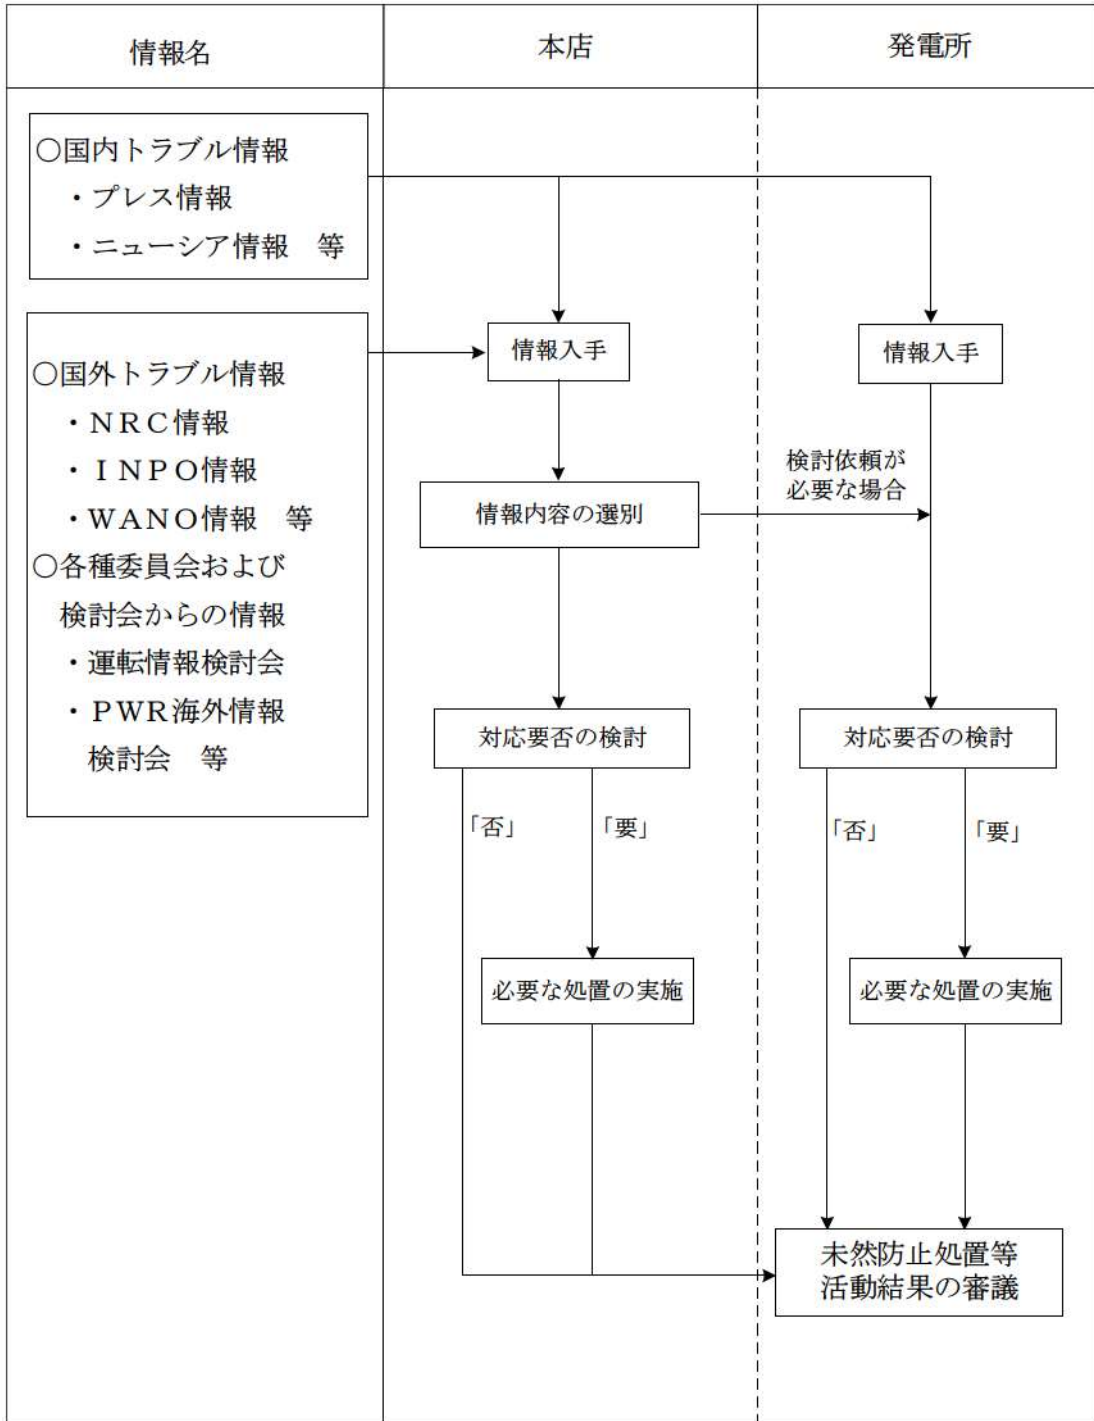 情報名
本店
発電所
○国内トラブル情報
・プレス情報
・ニューシア情報　等
○国外トラブル情報
・ＮＲＣ情報
・ＩＮＰＯ情報
・ＷＡＮＯ情報　等
○各種委員会および
検討会からの情報
・運転情報検討会
・ＰＷＲ海外情報
検討会　等
情報入手
情報入手
検討依頼が
必要な場合
情報内容の選別
対応要否の検討
対応要否の検討
「否」
「要」
「否」
「要」
必要な処置の実施
必要な処置の実施
未然防止処置等
活動結果の審議